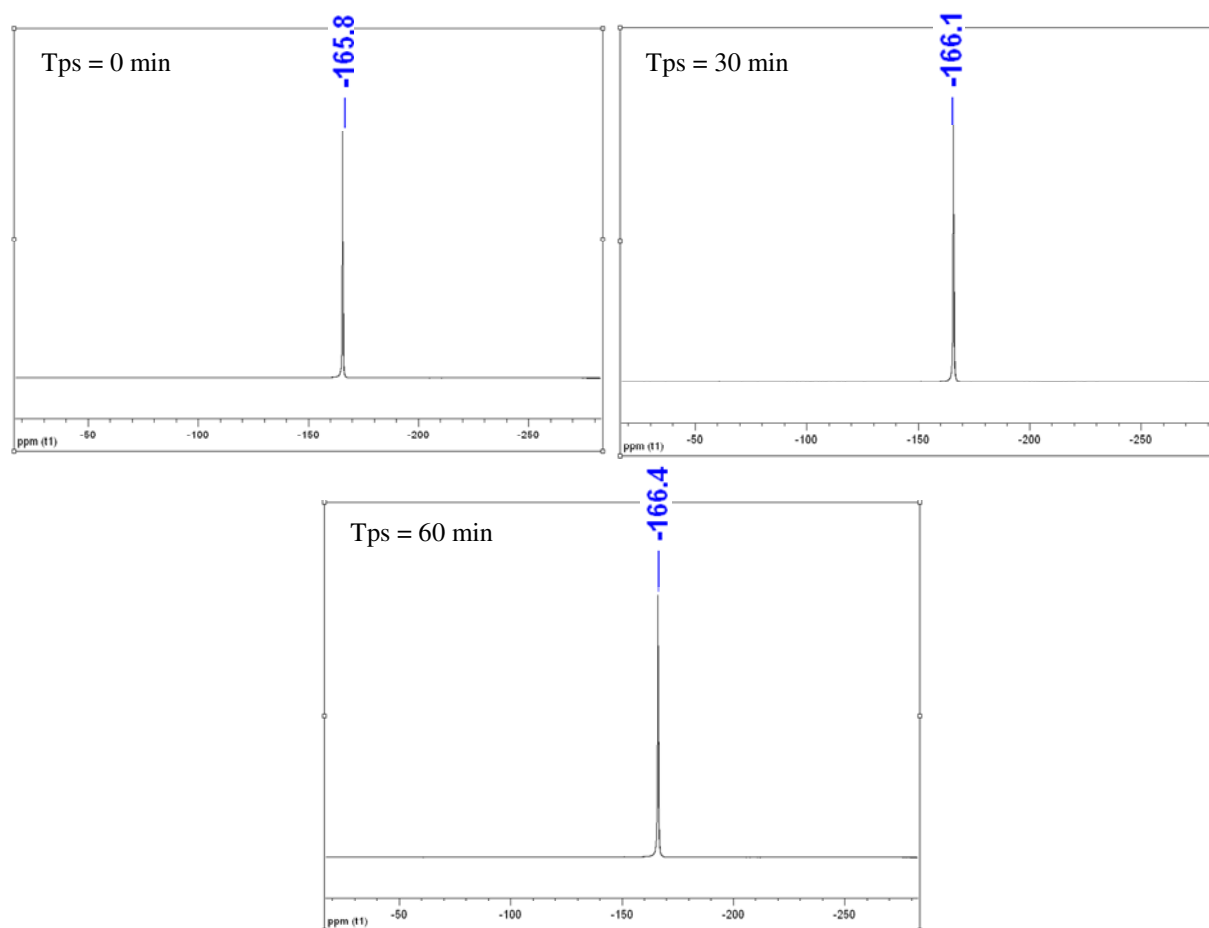 -165.8
Tps = 0 min
-50 -100 -150 -200 -250
ppm (t1)
-166.1
Tps = 30 min
-50 -100 -150 -200 -250
ppm (t1)
-166.4
Tps = 60 min
-50 -100 -150 -200 -250
ppm (t1)